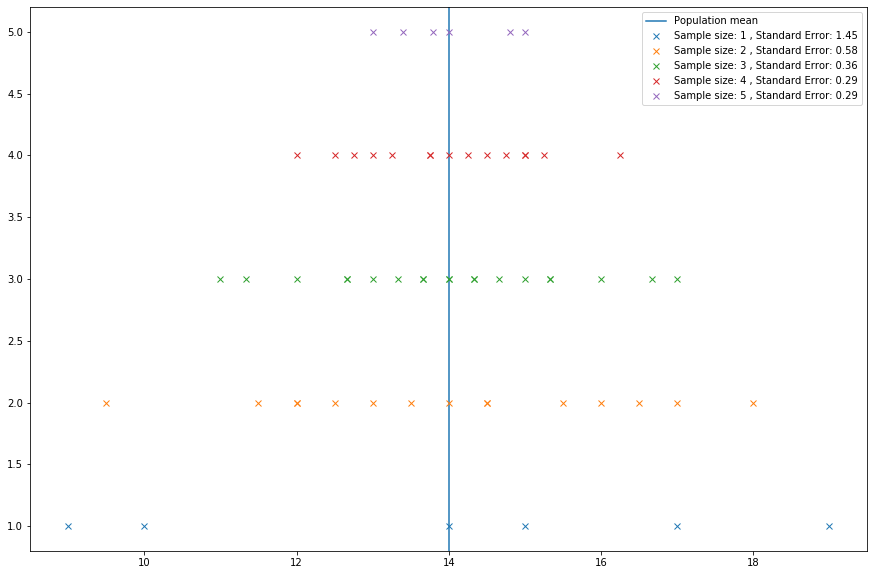 Population mean
Sample size: 1 , Standard Error: 1.45
Sample size: 2 , Standard Error: 0.58
Sample size: 3 , Standard Error: 0.36
Sample size: 4 , Standard Error: 0.29
Sample size: 5 , Standard Error: 0.29
5.0
4.5
4.0
3.5
3.0
2.5
2.0
1.5
1.0
10 12 14 16 18